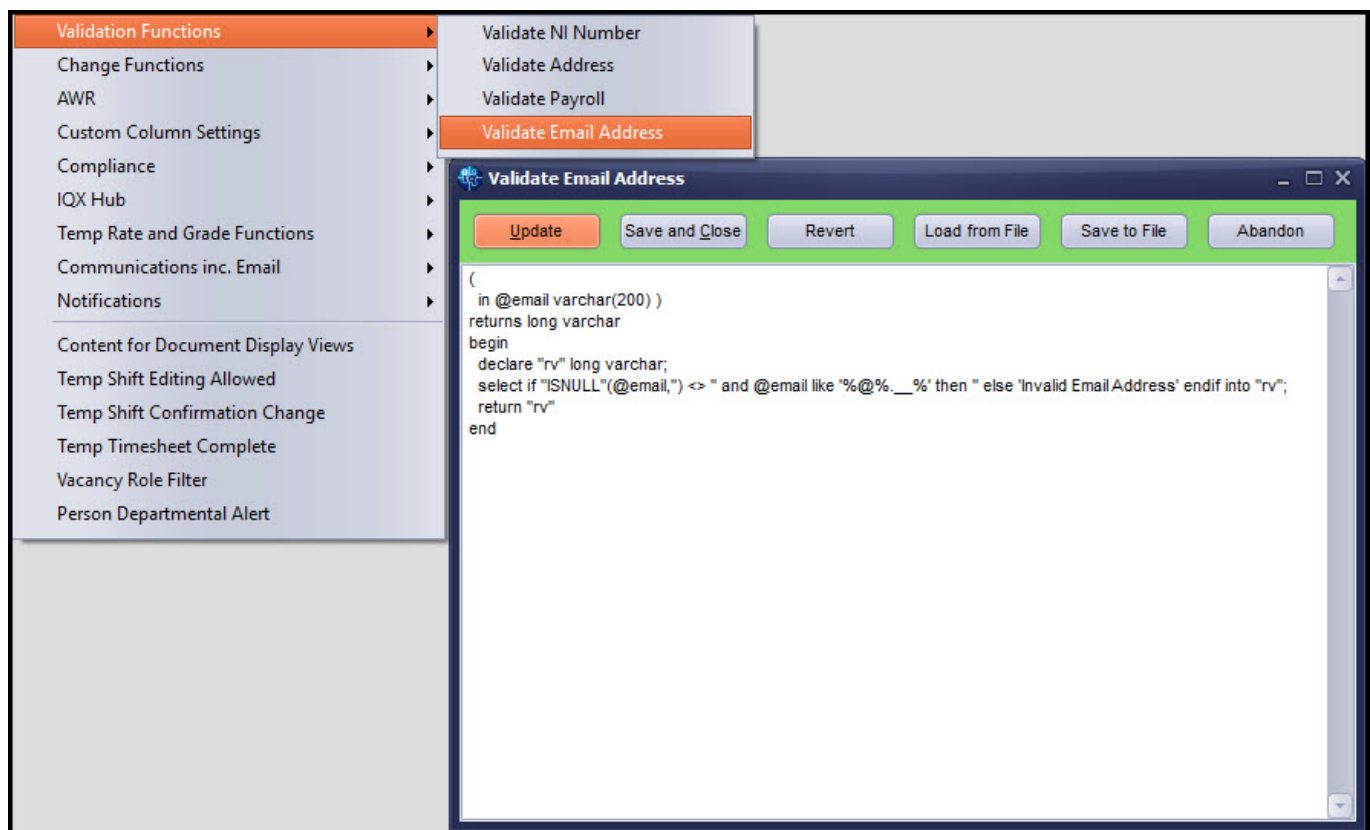 Validation Functions
Change Functions
AWR
Custom Column Settings
Compliance
IQX Hub
Temp Rate and Grade Functions
Communications inc. Email
Notifications
Content for Document Display Views
Temp Shift Editing Allowed
Temp Shift Confirmation Change
Temp Timesheet Complete
Vacancy Role Filter
Person Departmental Alert
Validate NI Number
Validate Address
Validate Payroll
Validate Email Address
Validate Email Address
Update Save and Close Revert Load from File Save to File Abandon
(
in @email varchar(200) )
returns long varchar
begin
declare "rv" long varchar;
select if "ISNULL"(@email,'') <> '' and @email like '%@%.__%' then '' else 'Invalid Email Address' endif into "rv";
return "rv"
end